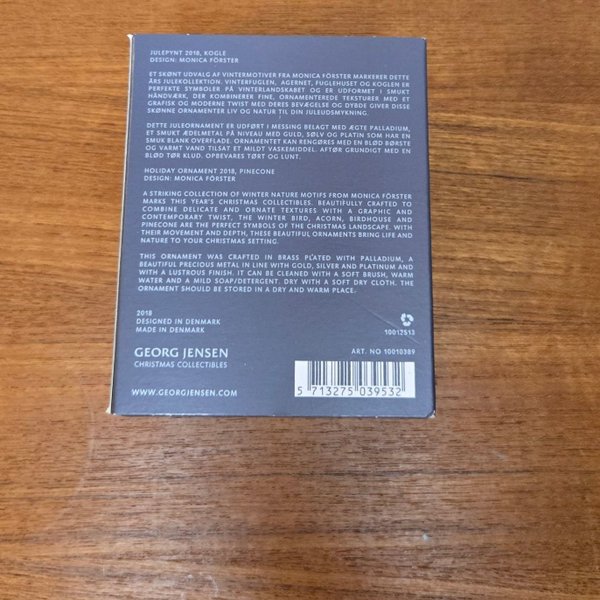 JULEPYNT 2018, KOGLE
DESIGN: MONICA FÖRSTER
ET SKØNT UDVALG AF VINTERMOTIVER FRA MONICA FÖRSTER MARKERER DETTE
ÅRS JULEKOLLEKTION. VINTERFUGLEN, AGERNET, FUGLEHUSET OG KOGLEN ER
PERFEKTE SYMBOLER PÅ VINTERLANDSKABET OG ER UDFORMET I SMUKT
HÅNDVÆRK, DER KOMBINERER FINE, ORNAMENTEREDE TEKSTURER MED ET
GRAFISK OG MODERNE TWIST MED DERES BEVÆGELSE OG DYBDE GIVER DISSE
SKØNNE ORNAMENTER LIV OG NATUR TIL DIN JULEUDSMYKNING.
DETTE JULEORNAMENT ER UDFØRT I MESSING BELAGT MED ÆGTE PALLADIUM,
ET SMUKT ÆDELMETAL PÅ NIVEAU MED GULD, SØLV OG PLATIN SOM HAR EN
SMUK BLANK OVERFLADE. ORNAMENTET KAN RENGØRES MED EN BLØD BØRSTE
OG VARMT VAND TILSAT ET MILDT VASKEMIDDEL. AFTØR GRUNDIGT MED EN
BLØD TØR KLUD. OPBEVARES TØRT OG LUNT.
HOLIDAY ORNAMENT 2018, PINECONE
DESIGN: MONICA FÖRSTER
A STRIKING COLLECTION OF WINTER NATURE MOTIFS FROM MONICA FÖRSTER
MARKS THIS YEAR'S CHRISTMAS COLLECTIBLES. BEAUTIFULLY CRAFTED TO
COMBINE DELICATE AND ORNATE TEXTURES WITH A GRAPHIC AND
CONTEMPORARY TWIST, THE WINTER BIRD, ACORN, BIRDHOUSE AND
PINECONE ARE THE PERFECT SYMBOLS OF THE CHRISTMAS LANDSCAPE. WITH
THEIR MOVEMENT AND DEPTH, THESE BEAUTIFUL ORNAMENTS BRING LIFE AND
NATURE TO YOUR CHRISTMAS SETTING.
THIS ORNAMENT WAS CRAFTED IN BRASS PLATED WITH PALLADIUM, A
BEAUTIFUL PRECIOUS METAL IN LINE WITH GOLD, SILVER AND PLATINUM AND
WITH A LUSTROUS FINISH. IT CAN BE CLEANED WITH A SOFT BRUSH, WARM
WATER AND A MILD SOAP/DETERGENT. DRY WITH A SOFT DRY CLOTH. THE
ORNAMENT SHOULD BE STORED IN A DRY AND WARM PLACE.
2018
DESIGNED IN DENMARK
MADE IN DENMARK
10012513
GEORG JENSEN
CHRISTMAS COLLECTIBLES
ART. NO 10010389
5 713275 039532
WWW.GEORGJENSEN.COM